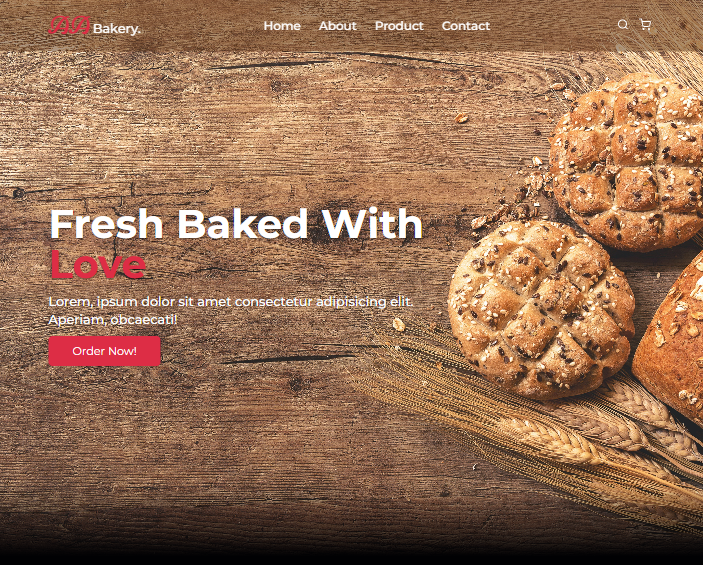 AA Bakery.
Home About Product Contact
Fresh Baked With
Love
Lorem, ipsum dolor sit amet consectetur adipisicing elit.
Aperiam, obcaecati!
Order Now!